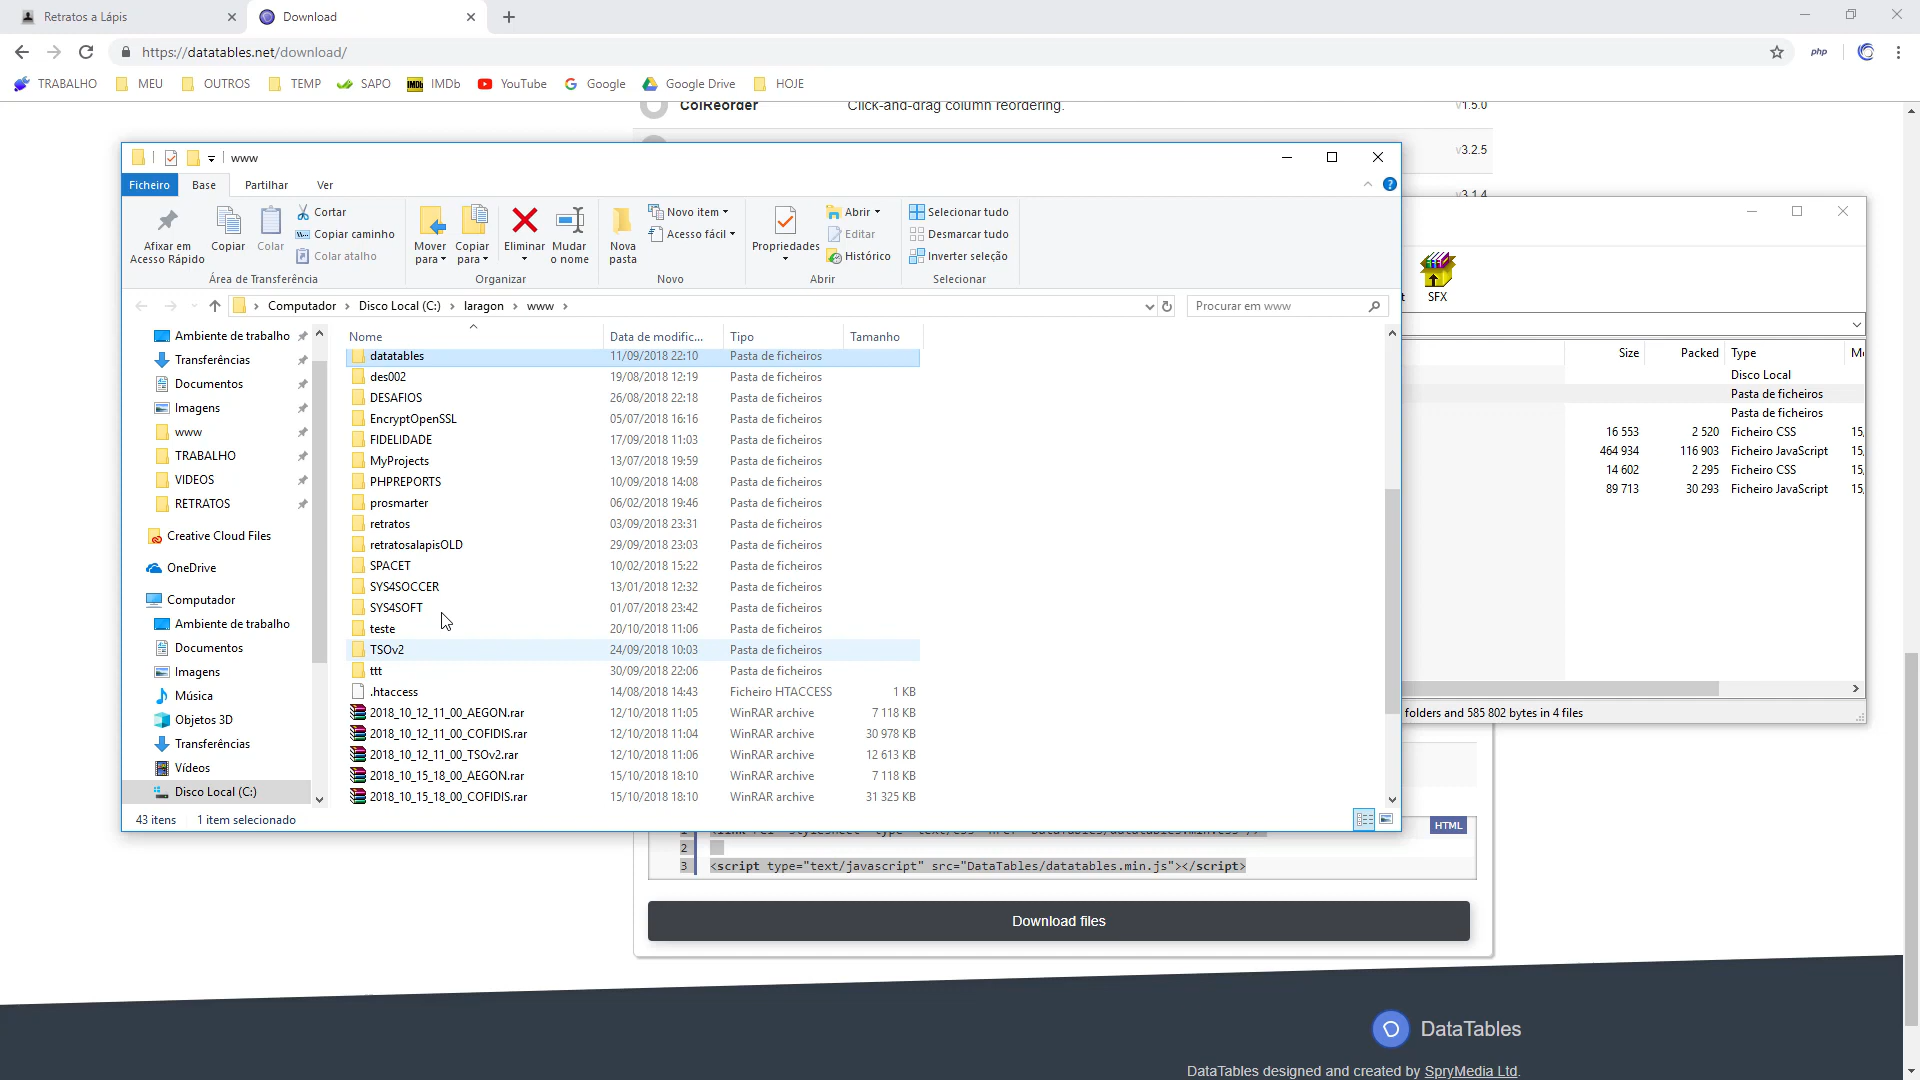 Retratos a Lápis
Download
https://datatables.net/download/
php
TRABALHO MEU OUTROS TEMP SAPO IMDb YouTube Google Google Drive HOJE
ColReorder Click-and-drag column reordering. v1.5.0
v3.2.5
v3.1.4
www
Ficheiro Base Partilhar Ver
Afixar em Acesso Rápido
Copiar
Colar
Cortar
Copiar caminho
Colar atalho
Área de Transferência
Mover para
Copiar para
Eliminar
Mudar o nome
Organizar
Nova pasta
Novo item
Acesso fácil
Novo
Propriedades
Abrir
Editar
Histórico
Abrir
Selecionar tudo
Desmarcar tudo
Inverter seleção
Selecionar
SFX
Computador Disco Local (C:) laragon www
Procurar em www
Ambiente de trabalho
Transferências
Documentos
Imagens
www
TRABALHO
VIDEOS
RETRATOS
Creative Cloud Files
OneDrive
Computador
Ambiente de trabalho
Documentos
Imagens
Música
Objetos 3D
Transferências
Vídeos
Disco Local (C:)
Nome Data de modific... Tipo Tamanho
datatables 11/09/2018 22:10 Pasta de ficheiros
des002 19/08/2018 12:19 Pasta de ficheiros
DESAFIOS 26/08/2018 22:18 Pasta de ficheiros
EncryptOpenSSL 05/07/2018 16:16 Pasta de ficheiros
FIDELIDADE 17/09/2018 11:03 Pasta de ficheiros
MyProjects 13/07/2018 19:59 Pasta de ficheiros
PHPREPORTS 10/09/2018 14:08 Pasta de ficheiros
prosmarter 06/02/2018 19:46 Pasta de ficheiros
retratos 03/09/2018 23:31 Pasta de ficheiros
retratosalapisOLD 29/09/2018 23:03 Pasta de ficheiros
SPACET 10/02/2018 15:22 Pasta de ficheiros
SYS4SOCCER 13/01/2018 12:32 Pasta de ficheiros
SYS4SOFT 01/07/2018 23:42 Pasta de ficheiros
teste 20/10/2018 11:06 Pasta de ficheiros
TSOv2 24/09/2018 10:03 Pasta de ficheiros
ttt 30/09/2018 22:06 Pasta de ficheiros
.htaccess 14/08/2018 14:43 Ficheiro HTACCESS 1 KB
2018_10_12_11_00_AEGON.rar 12/10/2018 11:05 WinRAR archive 7 118 KB
2018_10_12_11_00_COFIDIS.rar 12/10/2018 11:04 WinRAR archive 30 978 KB
2018_10_12_11_00_TSOv2.rar 12/10/2018 11:06 WinRAR archive 12 613 KB
2018_10_15_18_00_AEGON.rar 15/10/2018 18:10 WinRAR archive 7 118 KB
2018_10_15_18_00_COFIDIS.rar 15/10/2018 18:10 WinRAR archive 31 325 KB
43 itens 1 item selecionado
Size Packed Type
Disco Local
Pasta de ficheiros
Pasta de ficheiros
16 553 2 520 Ficheiro CSS 15,
464 934 116 903 Ficheiro JavaScript 15,
14 602 2 295 Ficheiro CSS 15,
89 713 30 293 Ficheiro JavaScript 15,
folders and 585 802 bytes in 4 files
HTML
2
3 <script type="text/javascript" src="DataTables/datatables.min.js"></script>
Download files
DataTables
DataTables designed and created by SpryMedia Ltd.